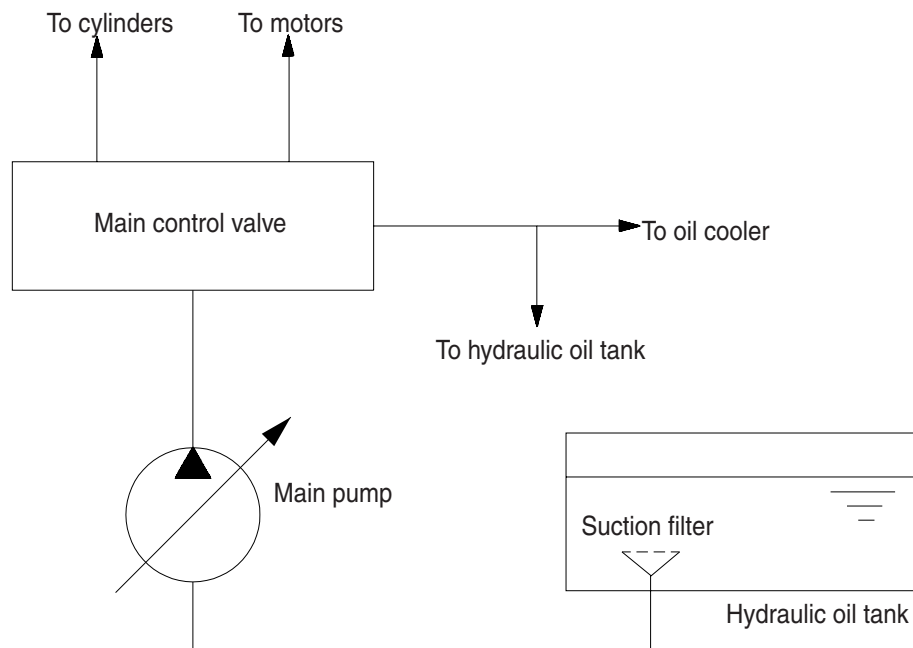 To cylinders
To motors
Main control valve
To oil cooler
To hydraulic oil tank
Main pump
Suction filter
Hydraulic oil tank